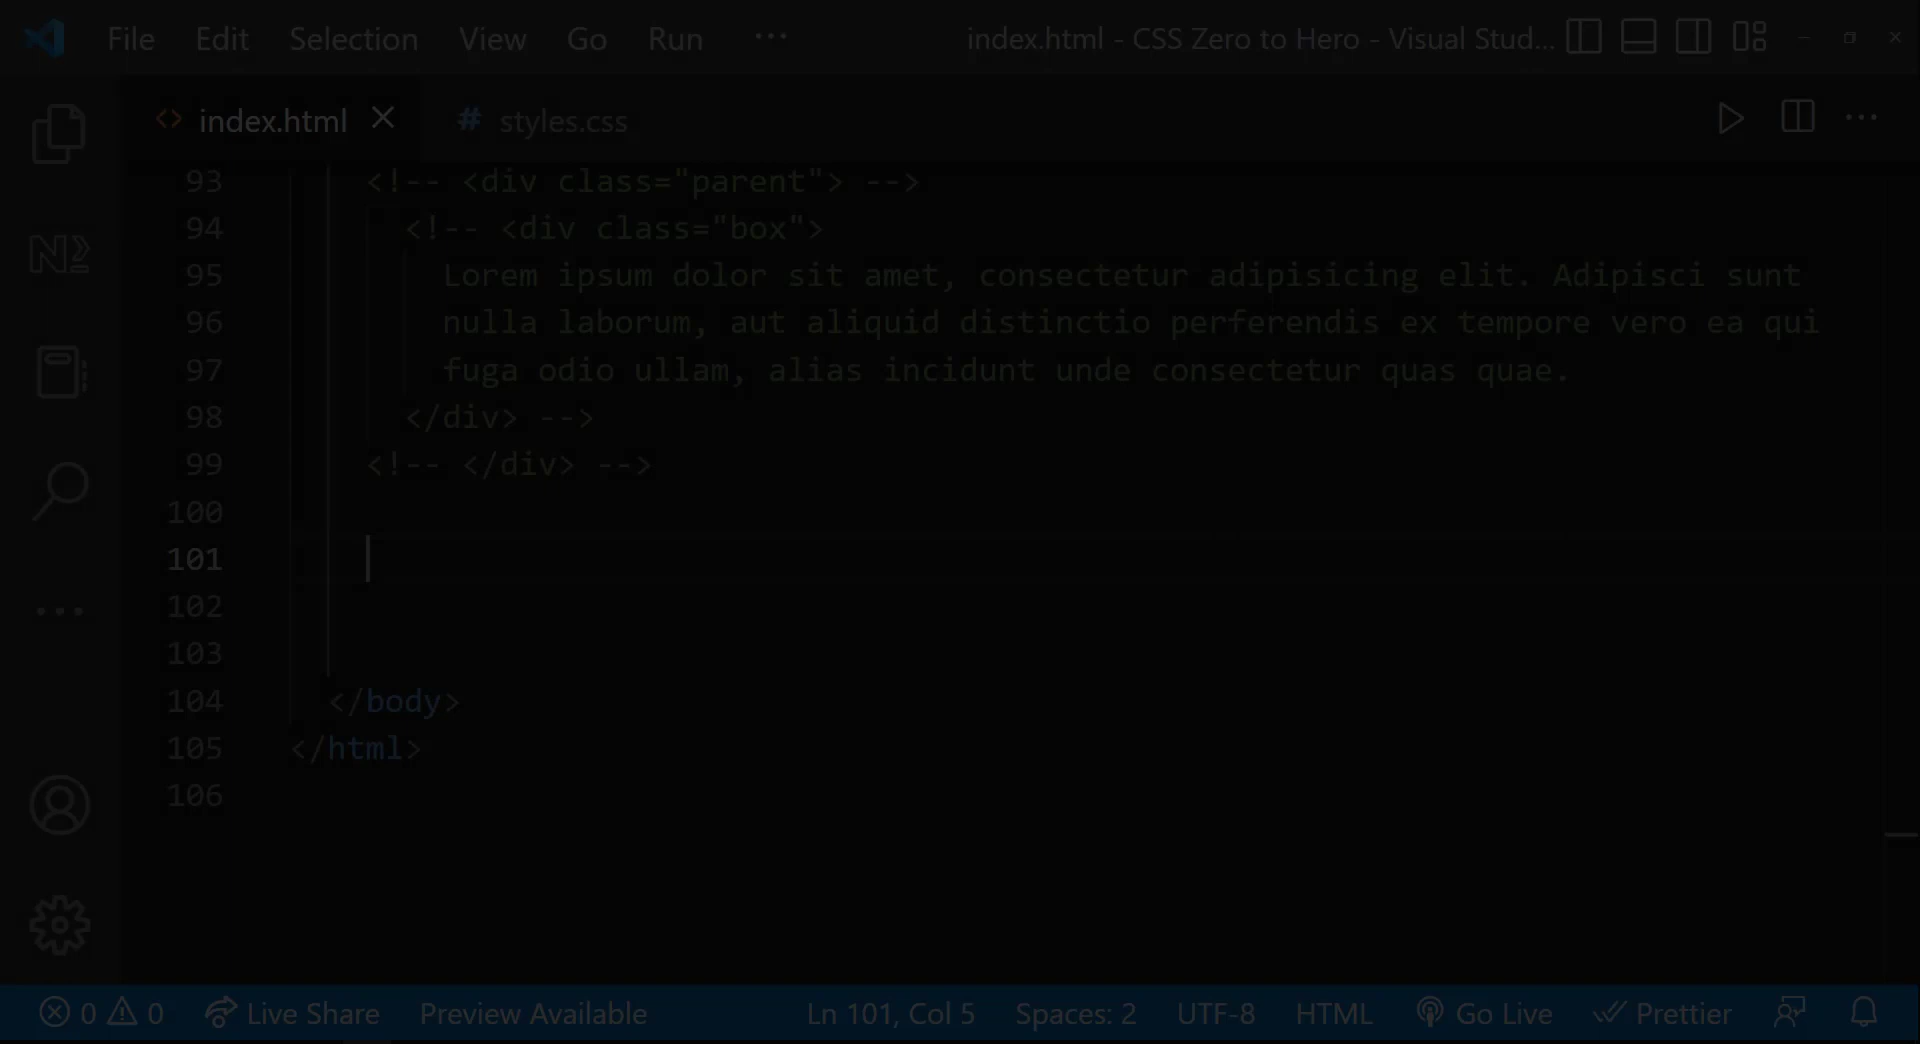 File Edit Selection View Go Run ··· index.html - CSS Zero to Hero - Visual Stud...
<> index.html × # styles.css
93 <!-- <div class="parent"> -->
94 <!-- <div class="box">
95 Lorem ipsum dolor sit amet, consectetur adipisicing elit. Adipisci sunt
96 nulla laborum, aut aliquid distinctio perferendis ex tempore vero ea qui
97 fuga odio ullam, alias incidunt unde consectetur quas quae.
98 </div> -->
99 <!-- </div> -->
100
101
102
103
104 </body>
105 </html>
106
0 0 Live Share Preview Available Ln 101, Col 5 Spaces: 2 UTF-8 HTML Go Live Prettier